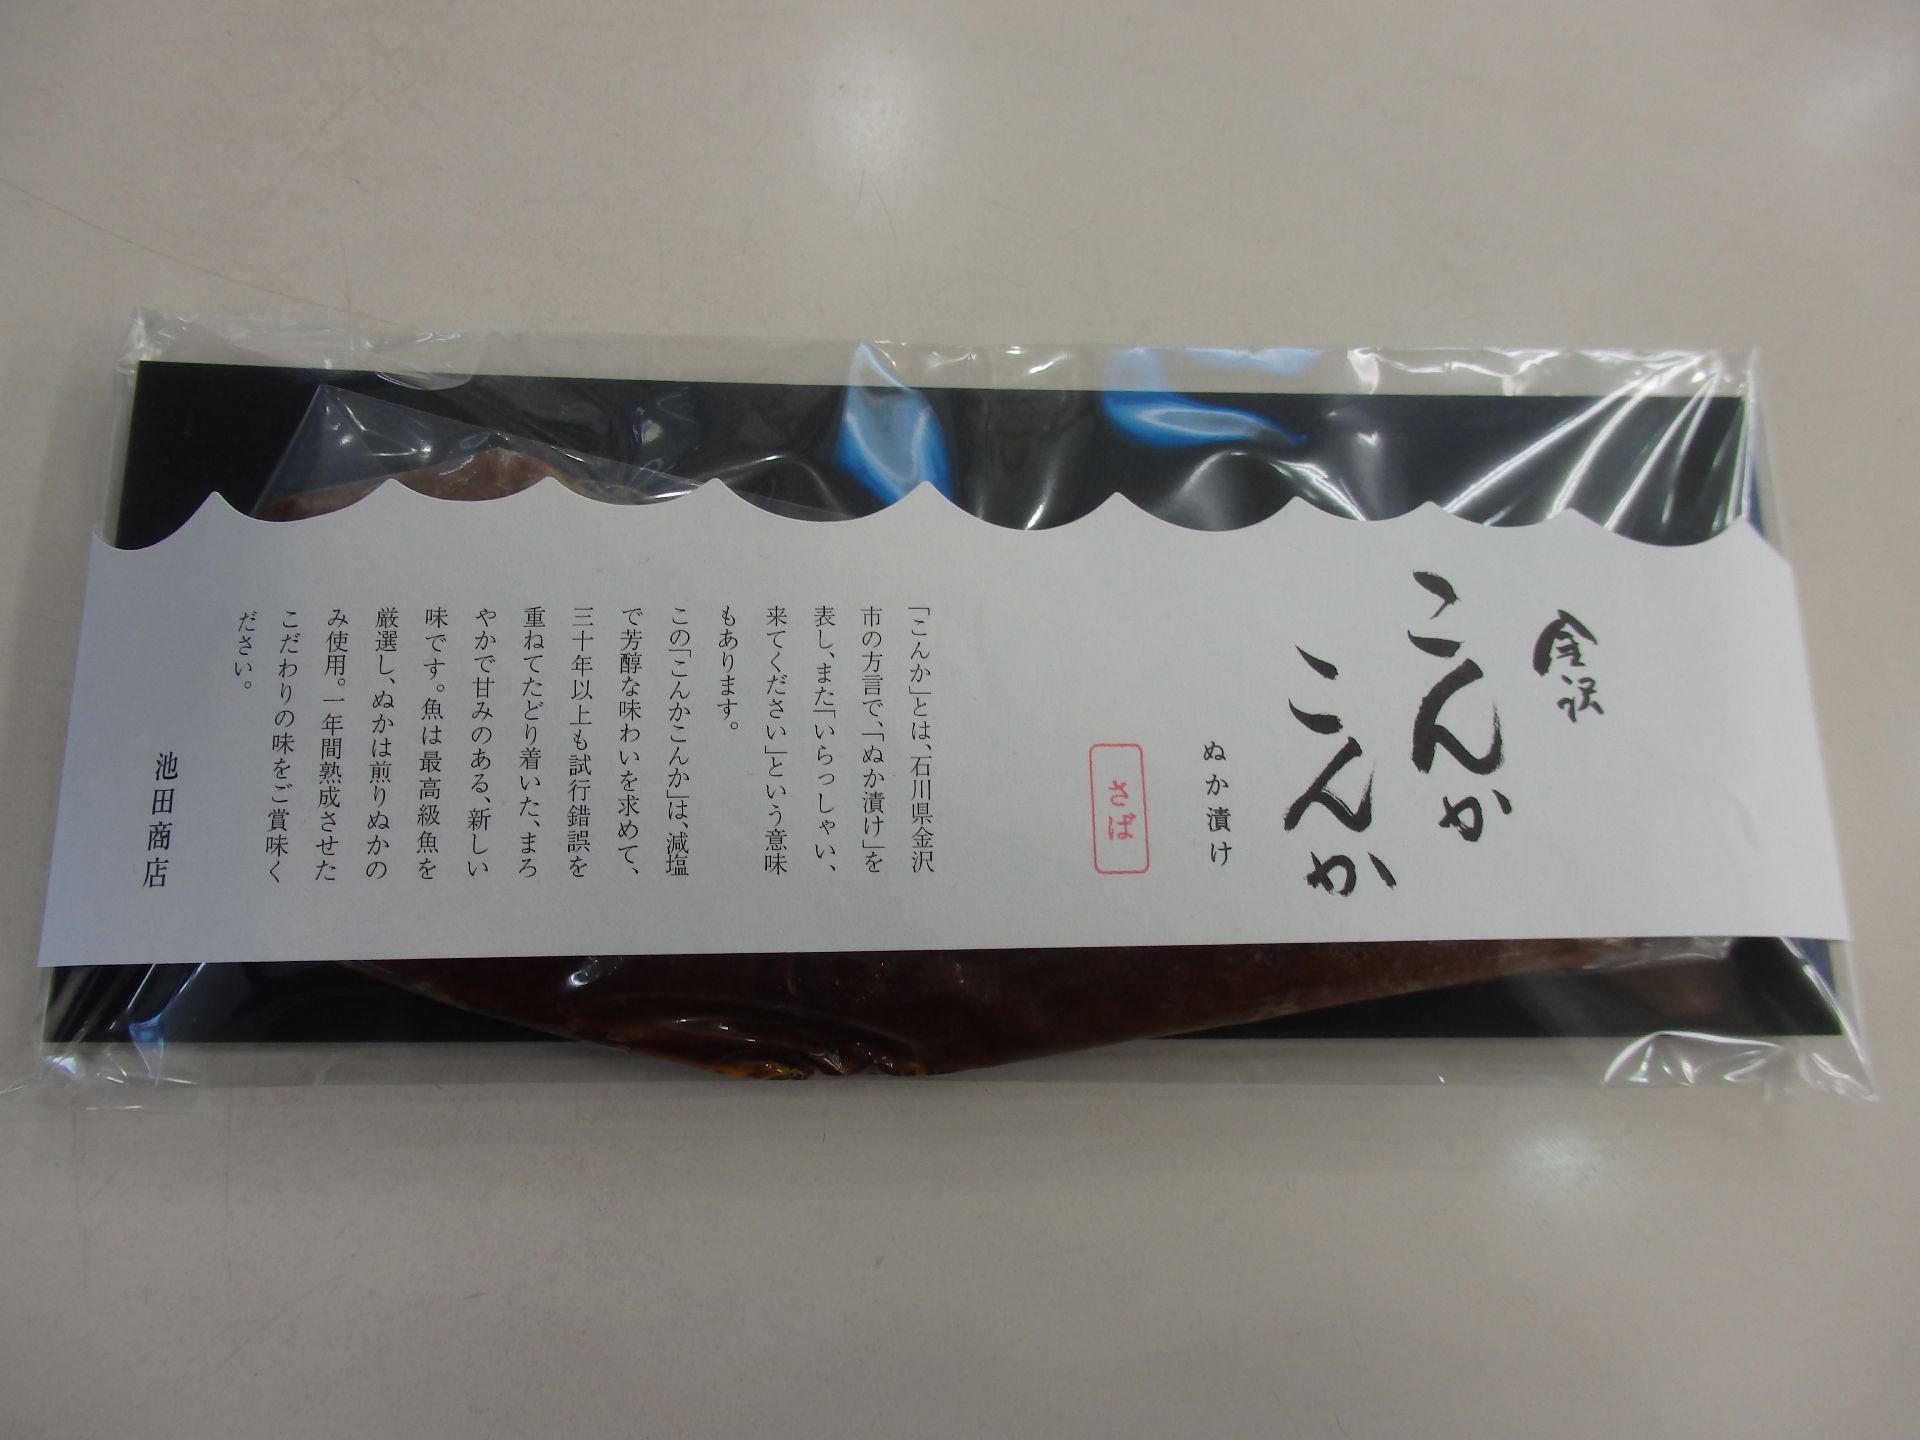 金沢
こんか
こんか
ぬか漬け
さば
「こんか」とは、石川県金沢
市の方言で、「ぬか漬け」を
表し、また「いらっしゃい、
来てください」という意味
もあります。
この「こんかこんか」は、減塩
で芳醇な味わいを求めて、
三十年以上も試行錯誤を
重ねてたどり着いた、まろ
やかで甘みのある、新しい
味です。魚は最高級魚を
厳選し、ぬかは煎りぬかの
み使用。一年間熟成させた
こだわりの味をご賞味く
ださい。
池田商店